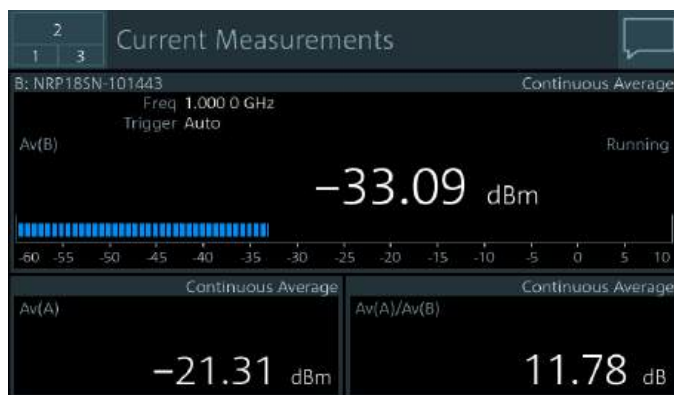 2
1 3
Current Measurements
B: NRP18SN-101443 Continuous Average
Freq 1.000 0 GHz
Trigger Auto
Av(B) Running
-33.09 dBm
-60 -55 -50 -45 -40 -35 -30 -25 -20 -15 -10 -5 0 5 10
Continuous Average
Av(A)
-21.31 dBm
Continuous Average
Av(A)/Av(B)
11.78 dB